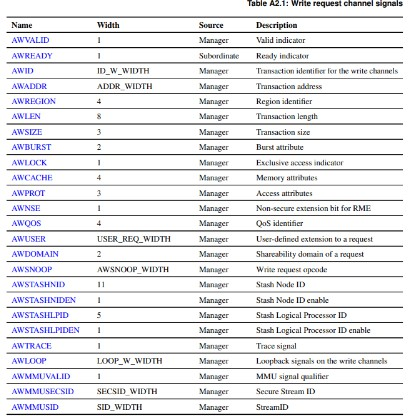 Table A2.1: Write request channel signals
Name Width Source Description
AWVALID 1 Manager Valid indicator
AWREADY 1 Subordinate Ready indicator
AWID ID_W_WIDTH Manager Transaction identifier for the write channels
AWADDR ADDR_WIDTH Manager Transaction address
AWREGION 4 Manager Region identifier
AWLEN 8 Manager Transaction length
AWSIZE 3 Manager Transaction size
AWBURST 2 Manager Burst attribute
AWLOCK 1 Manager Exclusive access indicator
AWCACHE 4 Manager Memory attributes
AWPROT 3 Manager Access attributes
AWNSE 1 Manager Non-secure extension bit for RME
AWQOS 4 Manager QoS identifier
AWUSER USER_REQ_WIDTH Manager User-defined extension to a request
AWDOMAIN 2 Manager Shareability domain of a request
AWSNOOP AWSNOOP_WIDTH Manager Write request opcode
AWSTASHNID 11 Manager Stash Node ID
AWSTASHNIDEN 1 Manager Stash Node ID enable
AWSTASHLPID 5 Manager Stash Logical Processor ID
AWSTASHLPIDEN 1 Manager Stash Logical Processor ID enable
AWTRACE 1 Manager Trace signal
AWLOOP LOOP_W_WIDTH Manager Loopback signals on the write channels
AWMMUVALID 1 Manager MMU signal qualifier
AWMMUSECSID SECSID_WIDTH Manager Secure Stream ID
AWMMUSID SID_WIDTH Manager StreamID